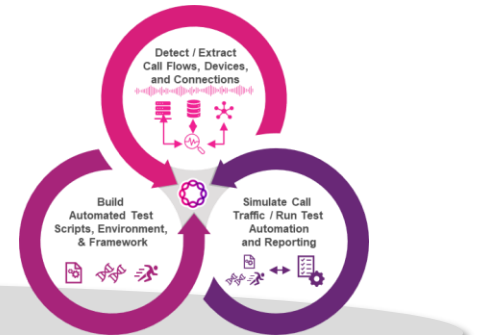 Detect / Extract
Call Flows, Devices,
and Connections
Build
Automated Test
Scripts, Environment,
& Framework
Simulate Call
Traffic / Run Test
Automation
and Reporting